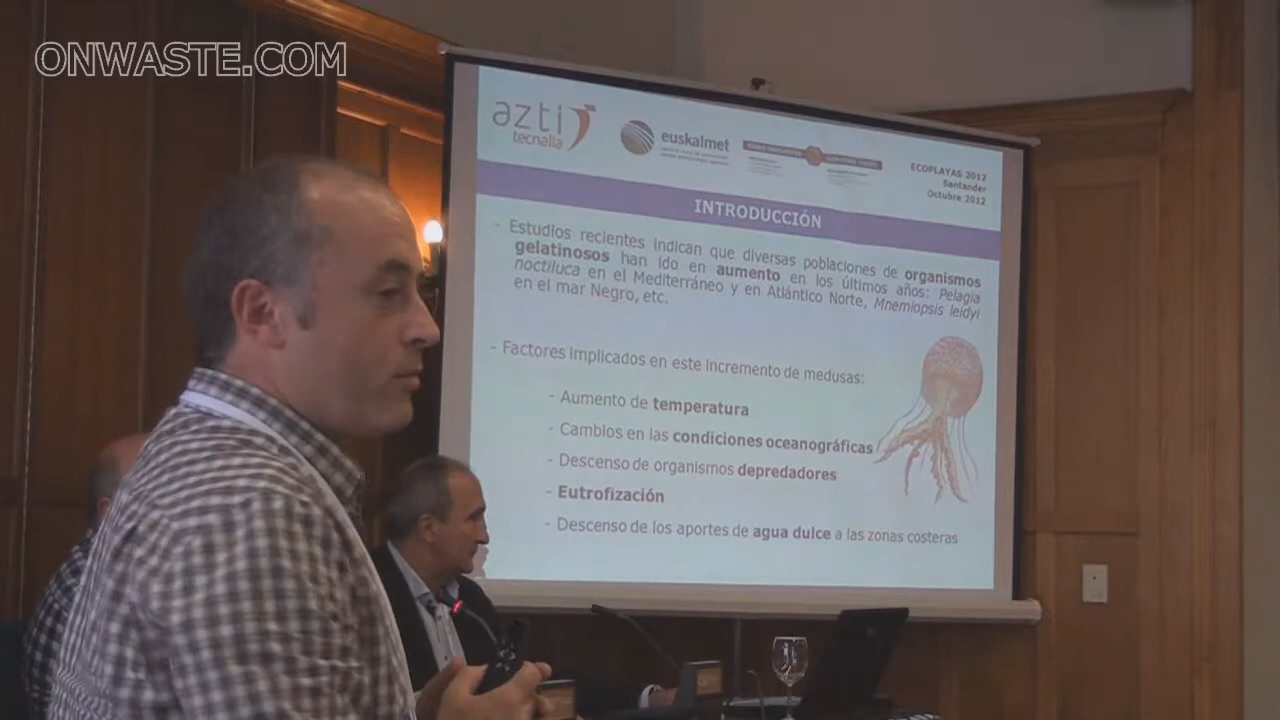 ONWASTE.COM
azti
tecnalia
euskalmet
ECOPLAYAS 2012
Santander
Octubre 2012
INTRODUCCIÓN
- Estudios recientes indican que diversas poblaciones de organismos
gelatinosos han ido en aumento en los últimos años: Pelagia
noctiluca en el Mediterráneo y en Atlántico Norte, Mnemiopsis leidyi
en el mar Negro, etc.
- Factores implicados en este incremento de medusas:
- Aumento de temperatura
- Cambios en las condiciones oceanográficas
- Descenso de organismos depredadores
- Eutrofización
- Descenso de los aportes de agua dulce a las zonas costeras